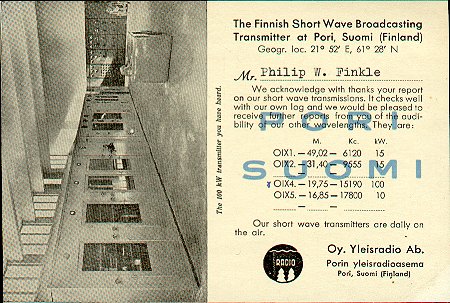 The 100 kW transmitter you have heard.
The Finnish Short Wave Broadcasting
Transmitter at Pori, Suomi (Finland)
Geogr. loc. 21° 52' E, 61° 28' N
Mr. Philip W. Finkle
We acknowledge with thanks your report
on our short wave transmissions. It checks well
with our own log and we would be pleased to
receive further reports from you of the audi-
bility of our other wavelengths. They are:
PORI
SUOMI
M. Kc. kW.
OIX1. — 49,02 — 6120 15
OIX2. — 31,40 — 9555 15
OIX4. — 19,75 — 15190 100
OIX5. — 16,85 — 17800 10
Our short wave transmitters are daily on
the air.
RADIO
Oy. Yleisradio Ab.
Porin yleisradioasema
Pori, Suomi (Finland)